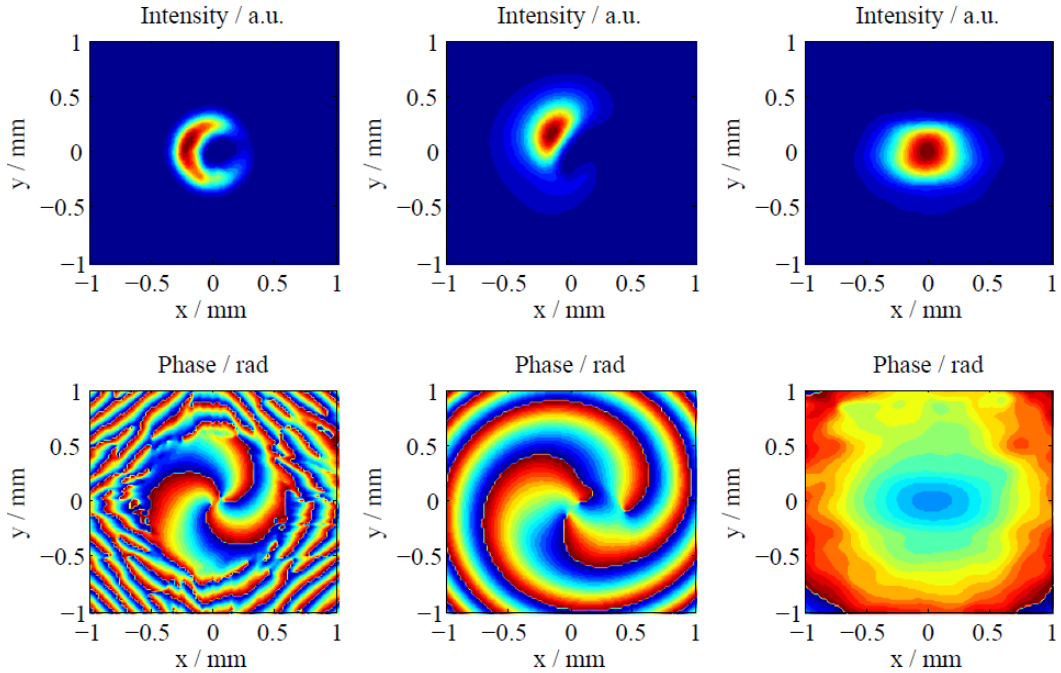 Intensity / a.u. Intensity / a.u. Intensity / a.u.
1 1 1
0.5 0.5 0.5
y / mm 0 y / mm 0 y / mm 0
−0.5 −0.5 −0.5
−1 −1 −1
−1 −0.5 0 0.5 1 −1 −0.5 0 0.5 1 −1 −0.5 0 0.5 1
x / mm x / mm x / mm
Phase / rad Phase / rad Phase / rad
1 1 1
0.5 0.5 0.5
y / mm 0 y / mm 0 y / mm 0
−0.5 −0.5 −0.5
−1 −1 −1
−1 −0.5 0 0.5 1 −1 −0.5 0 0.5 1 −1 −0.5 0 0.5 1
x / mm x / mm x / mm